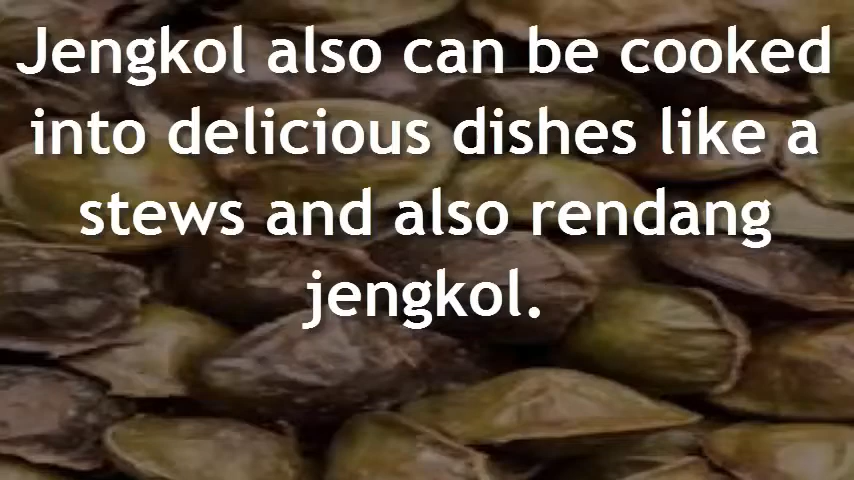 Jengkol also can be cooked
into delicious dishes like a
stews and also rendang
jengkol.